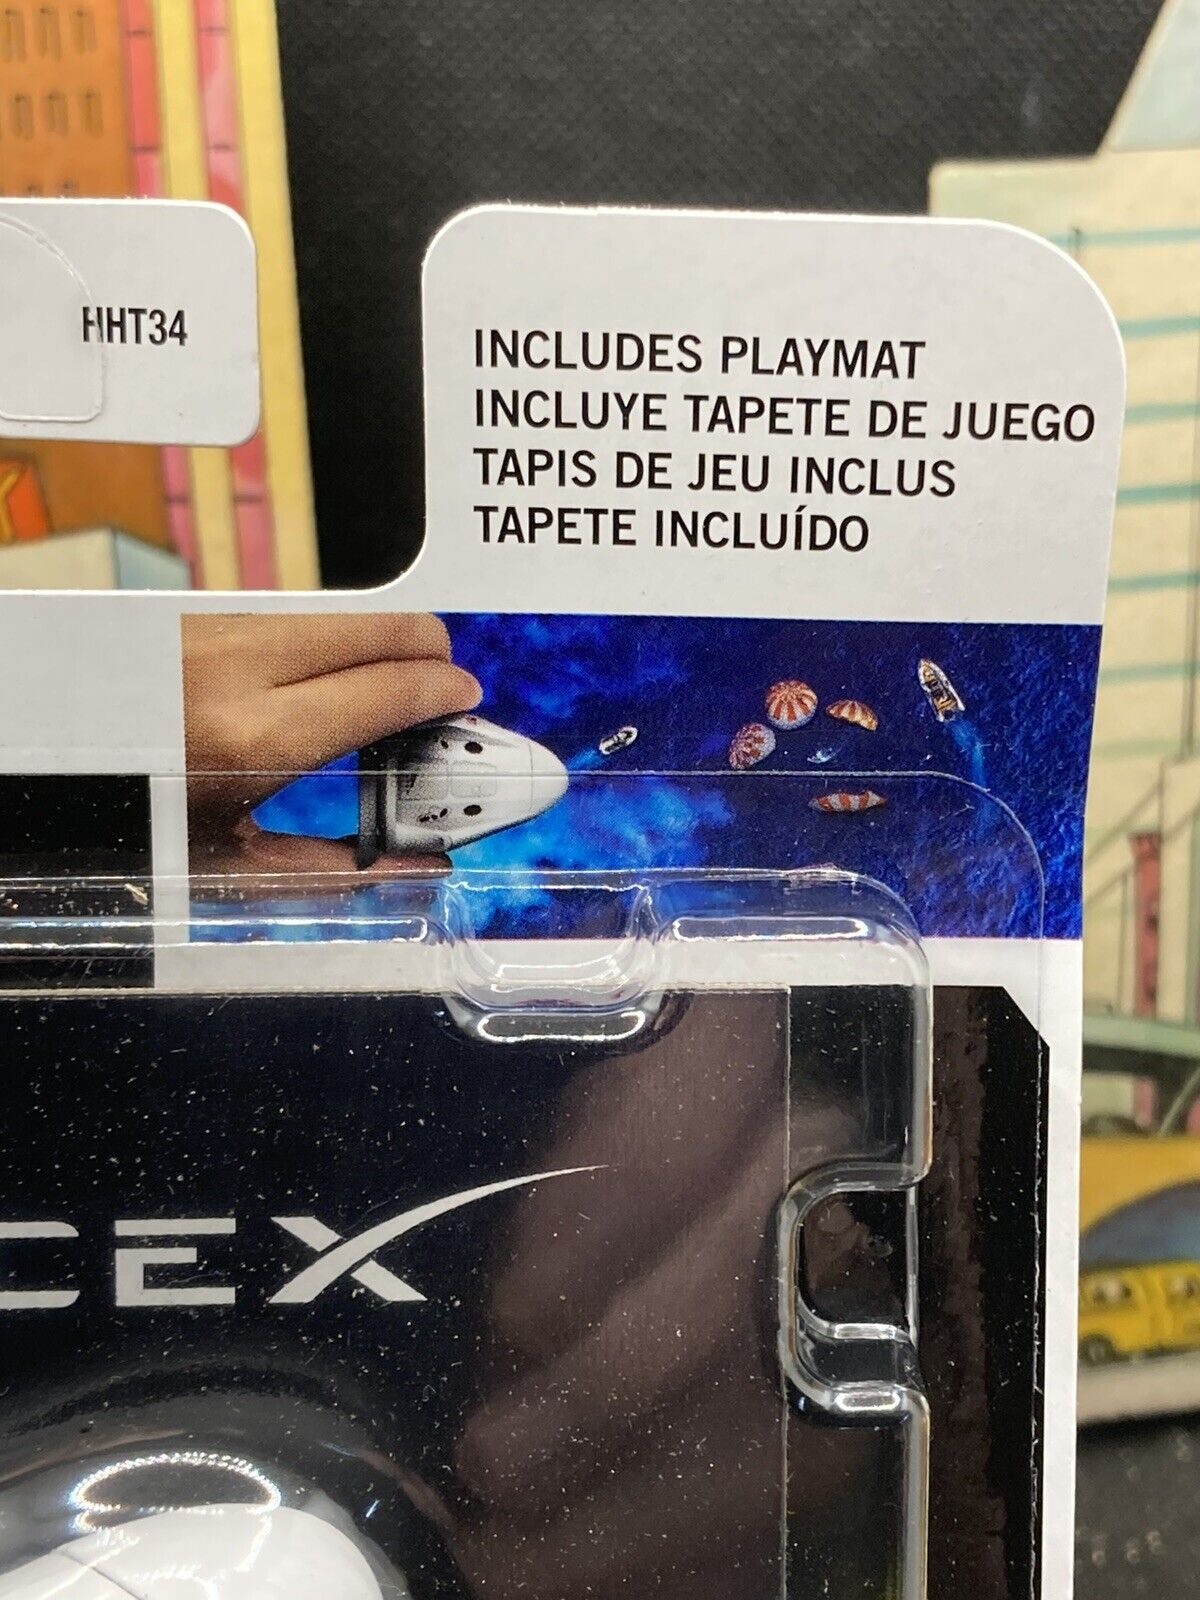 HHT34
INCLUDES PLAYMAT
INCLUYE TAPETE DE JUEGO
TAPIS DE JEU INCLUS
TAPETE INCLUÍDO
CEX